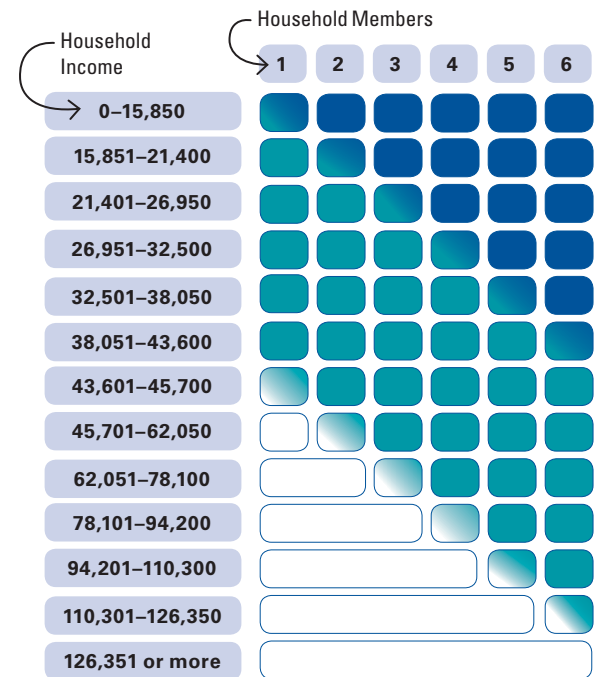 Household Members
Household
Income
1 2 3 4 5 6
0–15,850
15,851–21,400
21,401–26,950
26,951–32,500
32,501–38,050
38,051–43,600
43,601–45,700
45,701–62,050
62,051–78,100
78,101–94,200
94,201–110,300
110,301–126,350
126,351 or more